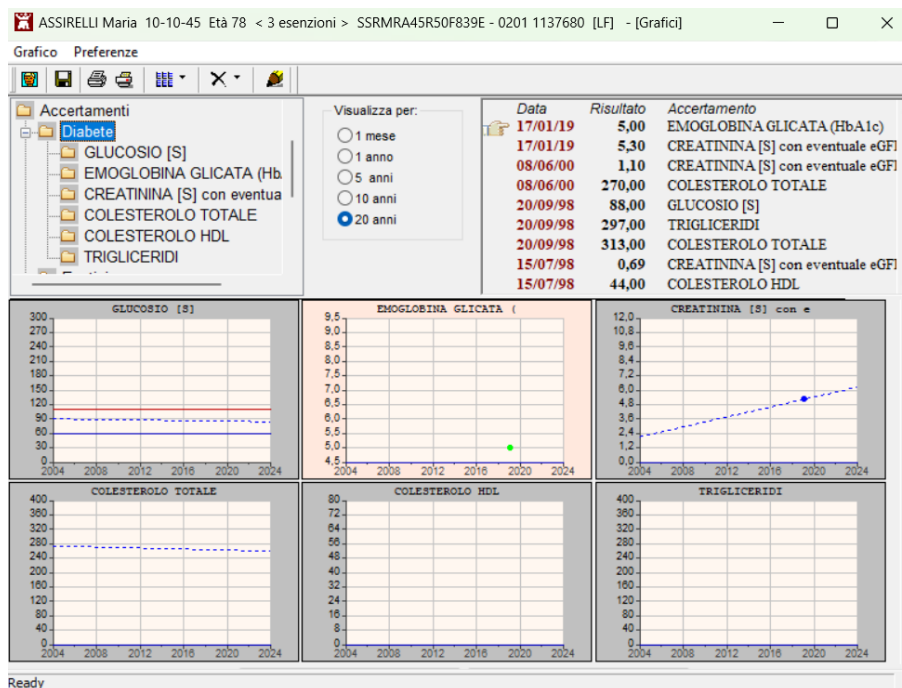 ASSIRELLI Maria 10-10-45 Età 78 < 3 esenzioni > SSRMRA45R50F839E - 0201 1137680 [LF] - [Grafici]
Grafico Preferenze
Accertamenti
Diabete
GLUCOSIO [S]
EMOGLOBINA GLICATA (Hb
CREATININA [S] con eventua
COLESTEROLO TOTALE
COLESTEROLO HDL
TRIGLICERIDI
Visualizza per:
1 mese
1 anno
5 anni
10 anni
20 anni
Data Risultato Accertamento
17/01/19 5,00 EMOGLOBINA GLICATA (HbA1c)
17/01/19 5,30 CREATININA [S] con eventuale eGFI
08/06/00 1,10 CREATININA [S] con eventuale eGFI
08/06/00 270,00 COLESTEROLO TOTALE
20/09/98 88,00 GLUCOSIO [S]
20/09/98 297,00 TRIGLICERIDI
20/09/98 313,00 COLESTEROLO TOTALE
15/07/98 0,69 CREATININA [S] con eventuale eGFI
15/07/98 44,00 COLESTEROLO HDL
GLUCOSIO [S]
300
270
240
210
180
150
120
90
60
30
0
2004 2008 2012 2016 2020 2024
EMOGLOBINA GLICATA (
9,5
9,0
8,5
8,0
7,5
7,0
6,5
6,0
5,5
5,0
4,5
2004 2008 2012 2016 2020 2024
CREATININA [S] con e
12,0
10,8
9,6
8,4
7,2
6,0
4,8
3,6
2,4
1,2
0,0
2004 2008 2012 2016 2020 2024
COLESTEROLO TOTALE
400
360
320
280
240
200
160
120
80
40
0
2004 2008 2012 2016 2020 2024
COLESTEROLO HDL
80
72
64
56
48
40
32
24
16
8
0
2004 2008 2012 2016 2020 2024
TRIGLICERIDI
400
360
320
280
240
200
160
120
80
40
0
2004 2008 2012 2016 2020 2024
Ready